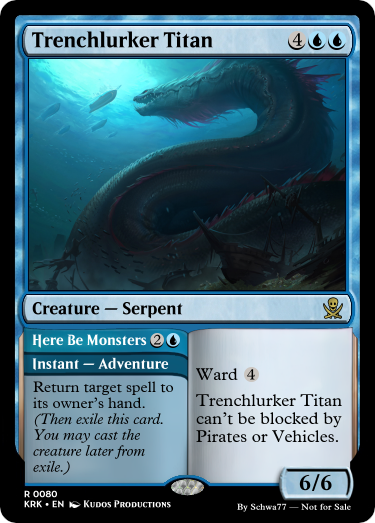 Trenchlurker Titan 4
Creature — Serpent
Here Be Monsters 2
Instant — Adventure
Return target spell to
its owner's hand.
(Then exile this card.
You may cast the
creature later from
exile.)
Ward 4
Trenchlurker Titan
can't be blocked by
Pirates or Vehicles.
6/6
R 0080
KRK • EN Kudos Productions
By Schwa77 — Not for Sale